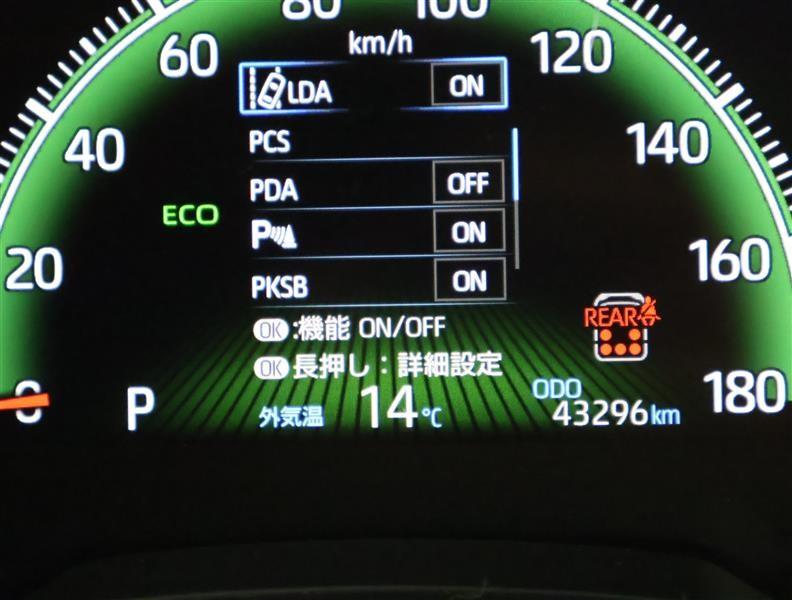 80 100
km/h
60 120
LDA ON
40 140
PCS
PDA OFF
ECO
P ON
20 160
PKSB ON
REAR
OK:機能 ON/OFF
OK長押し：詳細設定
0 P 外気温 14℃ ODO 180
43296km